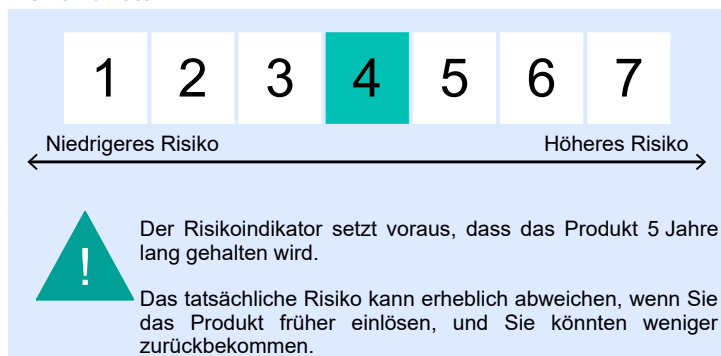 1 2 3 4 5 6 7
Niedrigeres Risiko Höheres Risiko
!
Der Risikoindikator setzt voraus, dass das Produkt 5 Jahre
lang gehalten wird.
Das tatsächliche Risiko kann erheblich abweichen, wenn Sie
das Produkt früher einlösen, und Sie könnten weniger
zurückbekommen.